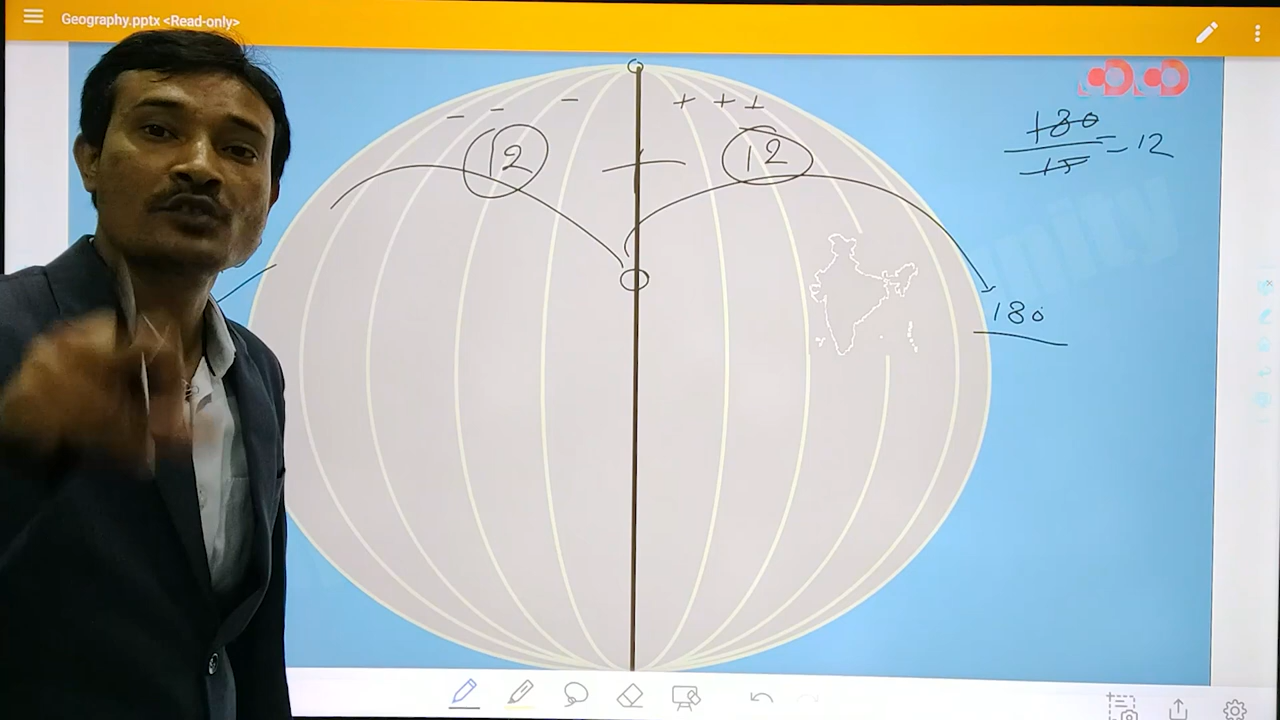 Geography.pptx <Read-only>
- - - + + +
12 12
180
180/15 = 12